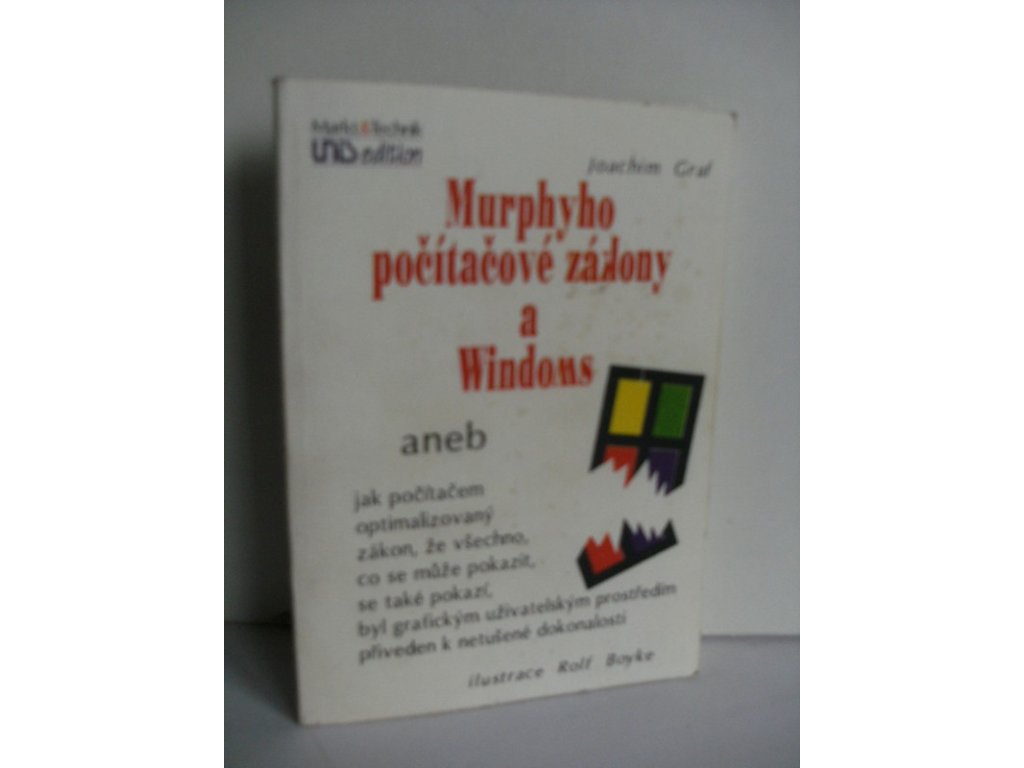 Markt&Technik
UNIS edition
Joachim Graf
Murphyho
počítačové zákony
a
Windows
aneb
jak počítačem
optimalizovaný
zákon, že všechno,
co se může pokazit,
se také pokazí,
byl grafickým uživatelským prostředím
přiveden k netušené dokonalosti
ilustrace Rolf Boyke